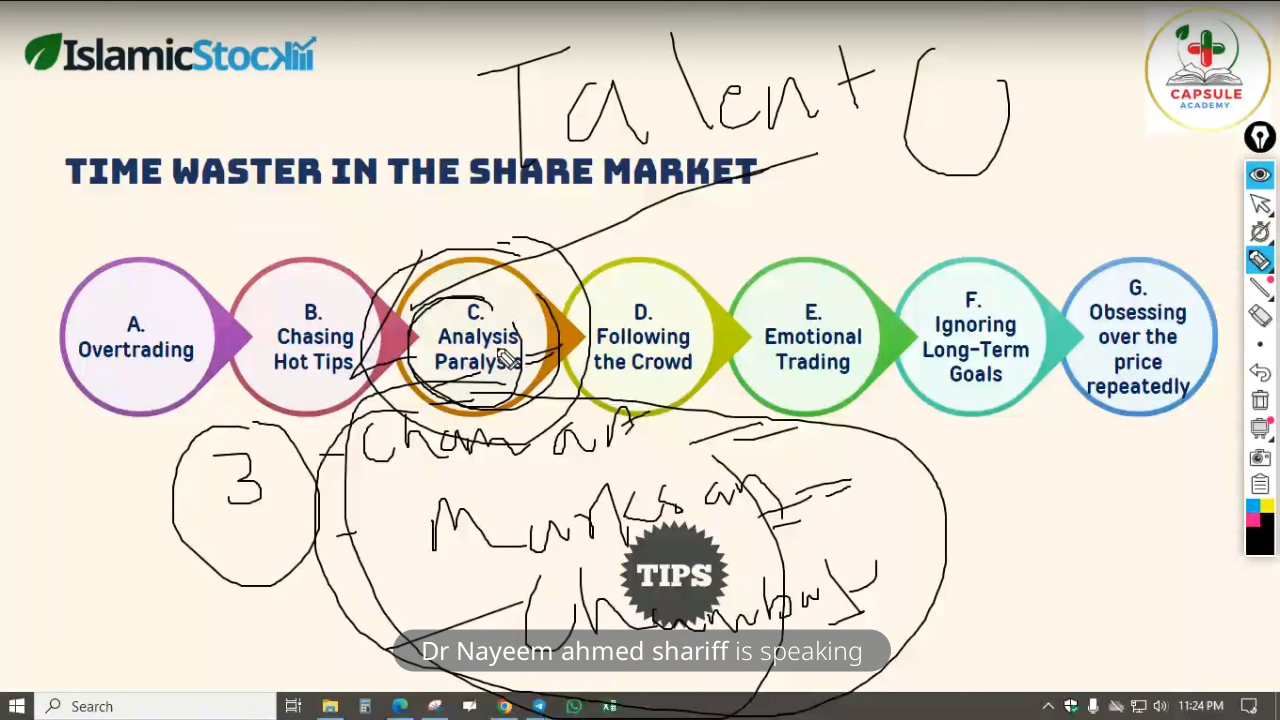 IslamicStock
Talent
CAPSULE
ACADEMY
TIME WASTER IN THE SHARE MARKET
A.
Overtrading
B.
Chasing
Hot Tips
C.
Analysis
Paralysis
D.
Following
the Crowd
E.
Emotional
Trading
F.
Ignoring
Long-Term
Goals
G.
Obsessing
over the
price
repeatedly
3
TIPS
Dr Nayeem ahmed shariff is speaking
Search
11:24 PM